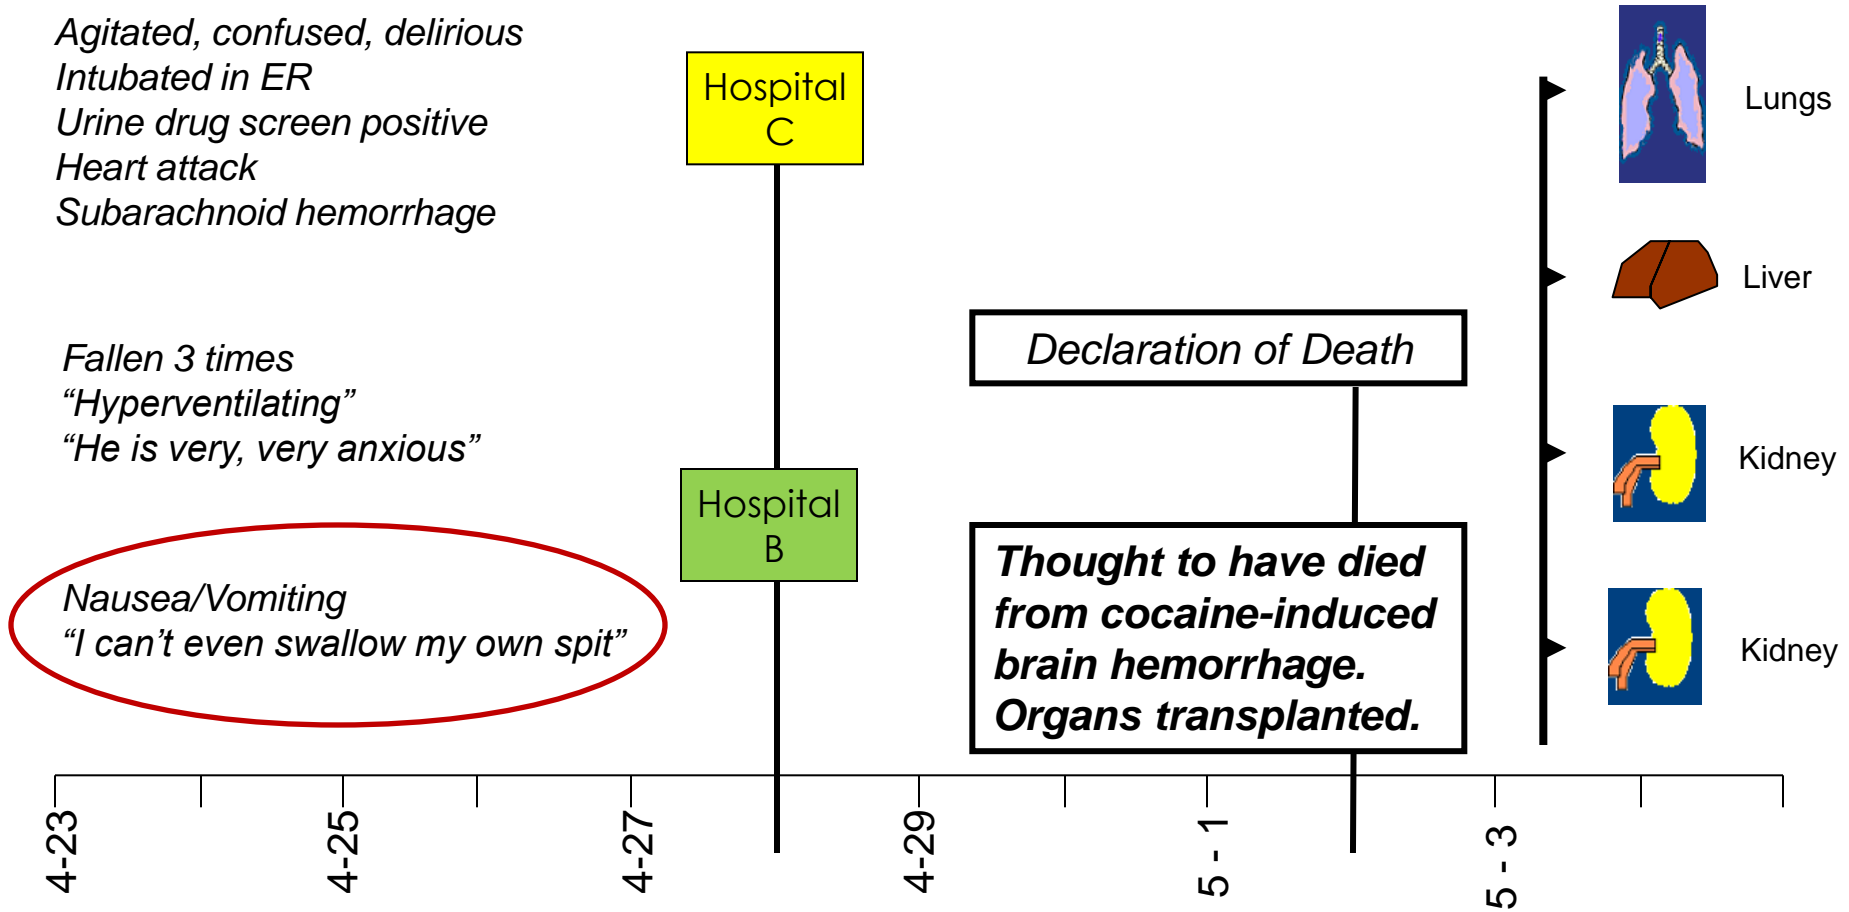 Agitated, confused, delirious
Intubated in ER
Urine drug screen positive
Heart attack
Subarachnoid hemorrhage
Hospital
C
Lungs
Liver
Declaration of Death
Fallen 3 times
“Hyperventilating”
“He is very, very anxious”
Kidney
Hospital
B
Thought to have died
from cocaine-induced
brain hemorrhage.
Organs transplanted.
Nausea/Vomiting
“I can’t even swallow my own spit”
Kidney
4-23
4-25
4-27
4-29
5 - 1
5 - 3